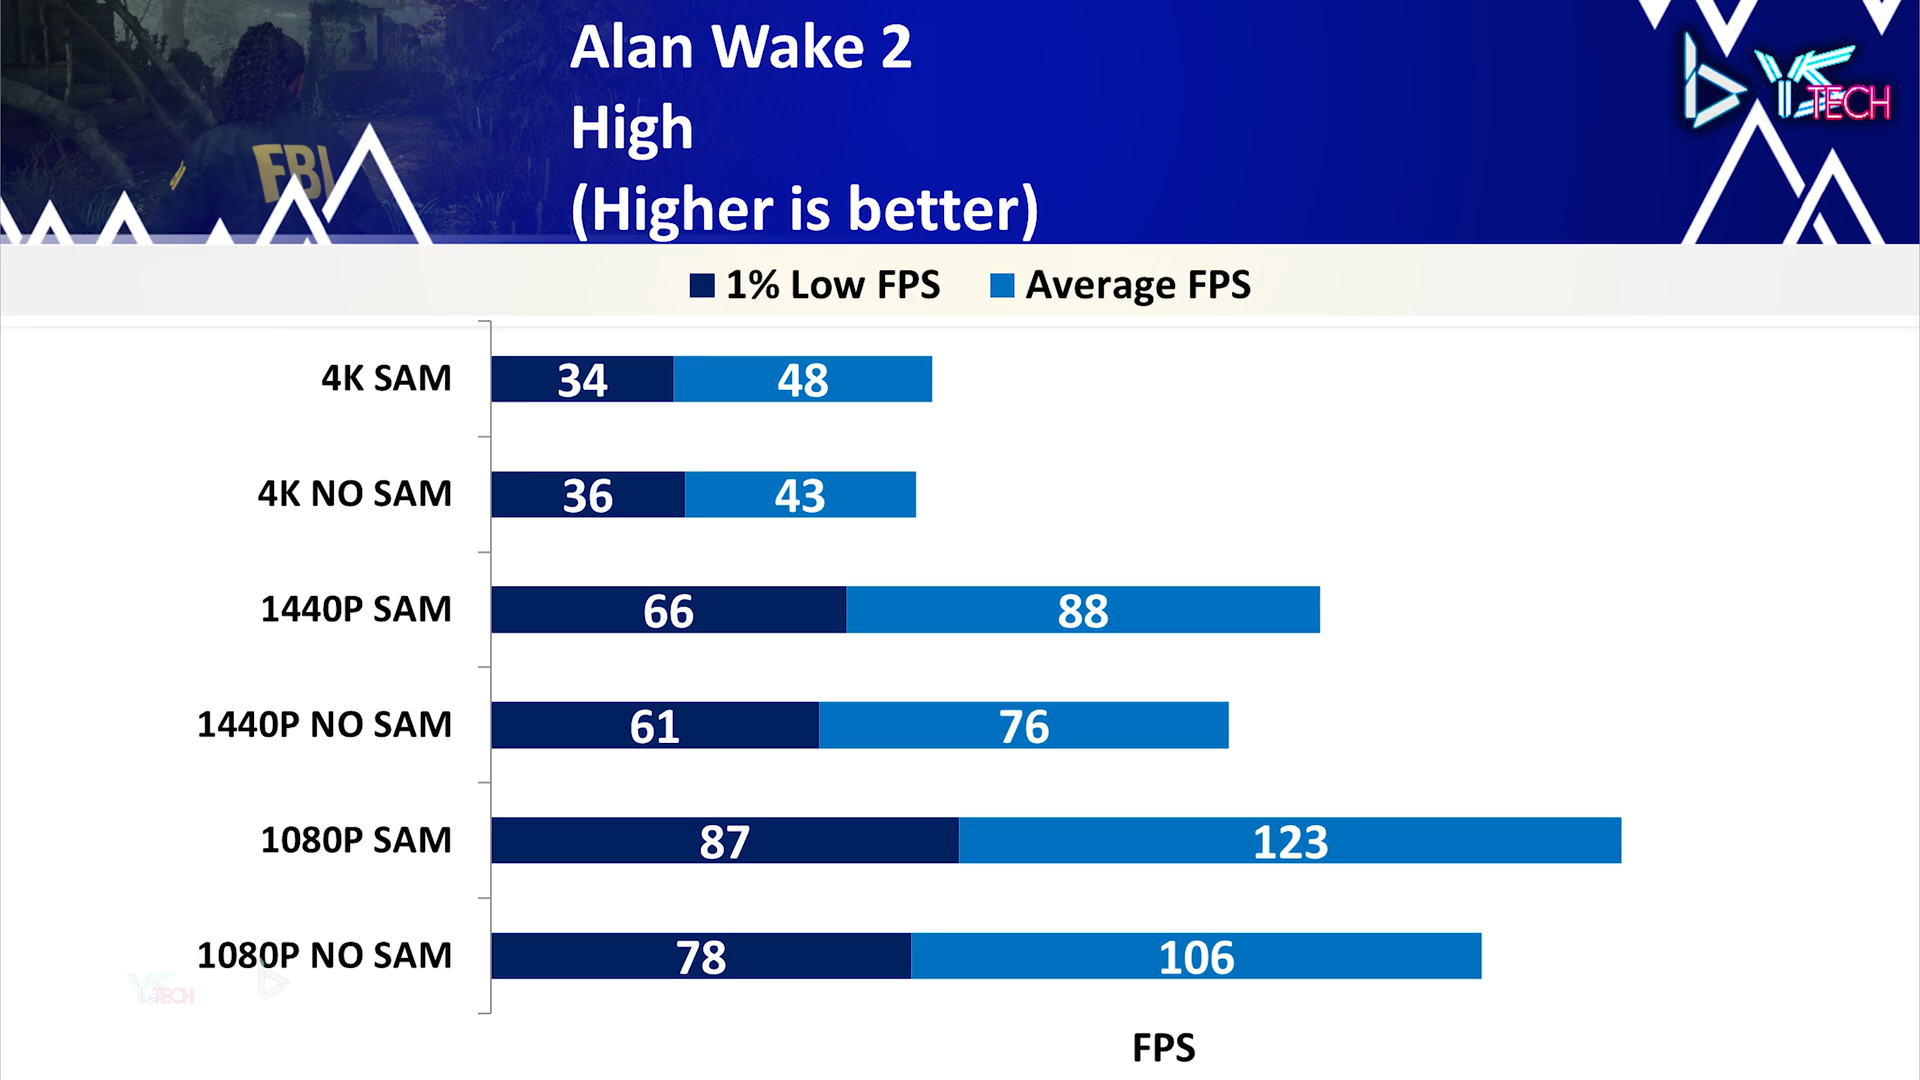 Alan Wake 2
High
(Higher is better)
FBI
YKS TECH
1% Low FPS Average FPS
4K SAM 34 48
4K NO SAM 36 43
1440P SAM 66 88
1440P NO SAM 61 76
1080P SAM 87 123
1080P NO SAM 78 106
FPS